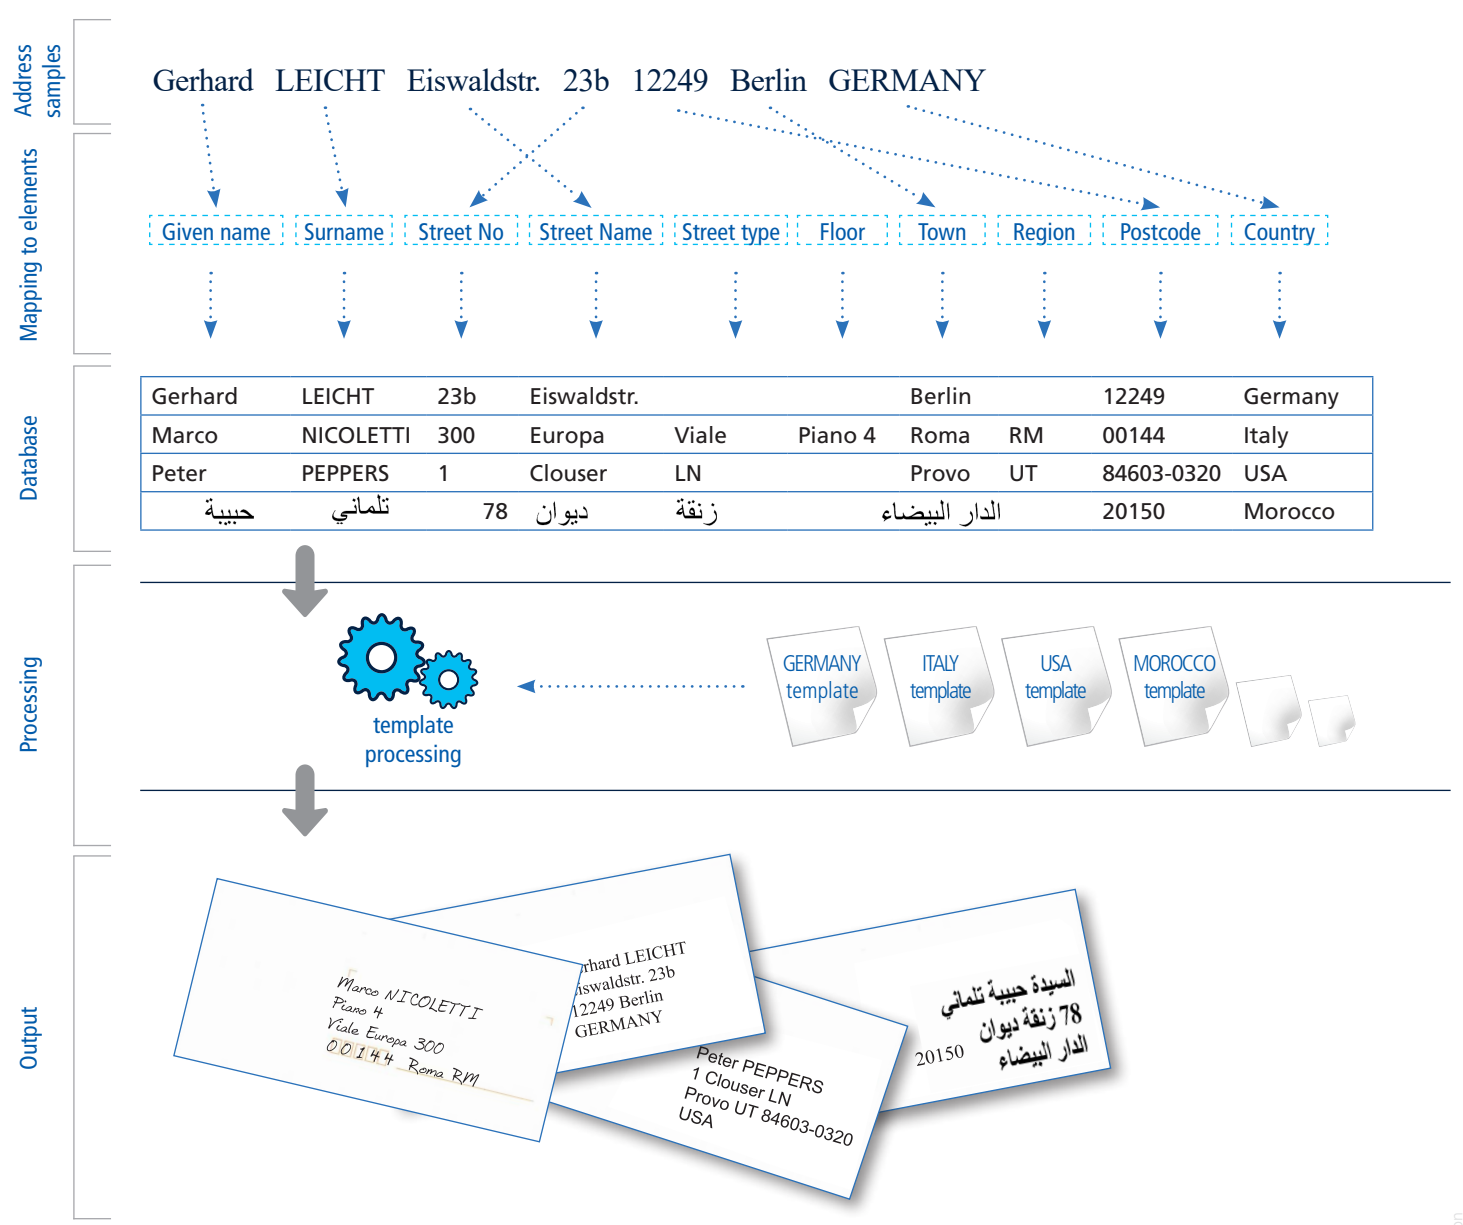 Address samples
Gerhard LEICHT Eiswaldstr. 23b 12249 Berlin GERMANY
Mapping to elements
Given name Surname Street No Street Name Street type Floor Town Region Postcode Country
Database
Gerhard LEICHT 23b Eiswaldstr. Berlin 12249 Germany
Marco NICOLETTI 300 Europa Viale Piano 4 Roma RM 00144 Italy
Peter PEPPERS 1 Clouser LN Provo UT 84603-0320 USA
حبيبة تلماني 78 ديوان زنقة الدار البيضاء 20150 Morocco
Processing
template
processing
GERMANY
template
ITALY
template
USA
template
MOROCCO
template
Output
Marco NICOLETTI
Piano 4
Viale Europa 300
00144 Roma RM
rhard LEICHT
iswaldstr. 23b
12249 Berlin
GERMANY
Peter PEPPERS
1 Clouser LN
Provo UT 84603-0320
USA
السيدة حبيبة تلماني
78 زنقة ديوان
الدار البيضاء 20150